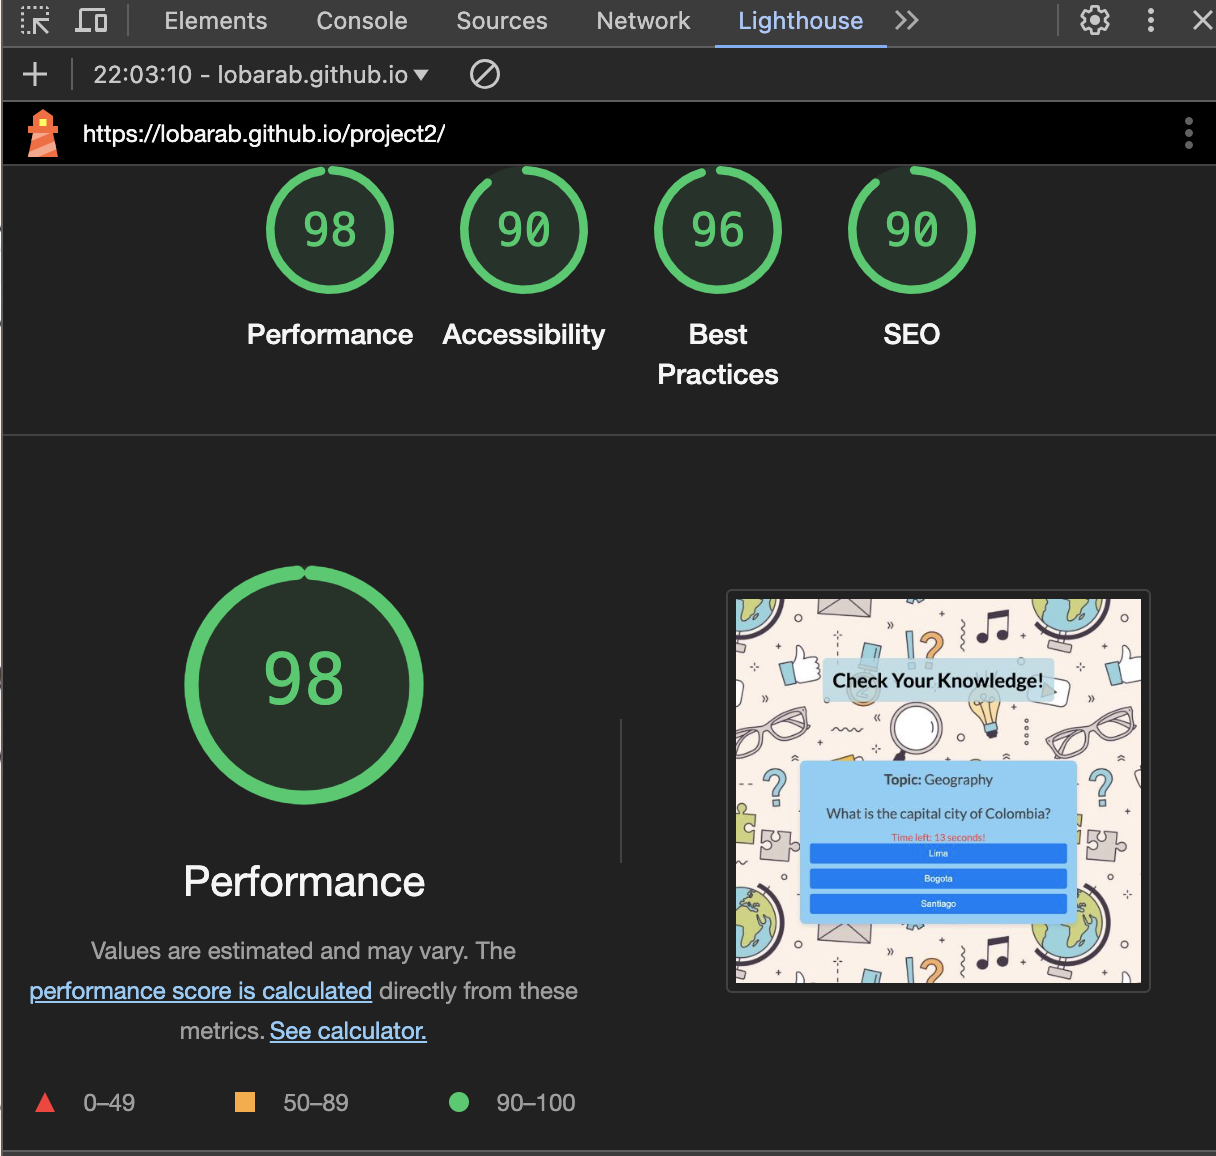 Elements Console Sources Network Lighthouse
22:03:10 - lobarab.github.io
https://lobarab.github.io/project2/
98 90 96 90
Performance Accessibility Best Practices SEO
98
Performance
Values are estimated and may vary. The
performance score is calculated directly from these
metrics. See calculator.
0–49 50–89 90–100
Check Your Knowledge!
Topic: Geography
What is the capital city of Colombia?
Time left: 13 seconds!
Lima
Bogota
Santiago